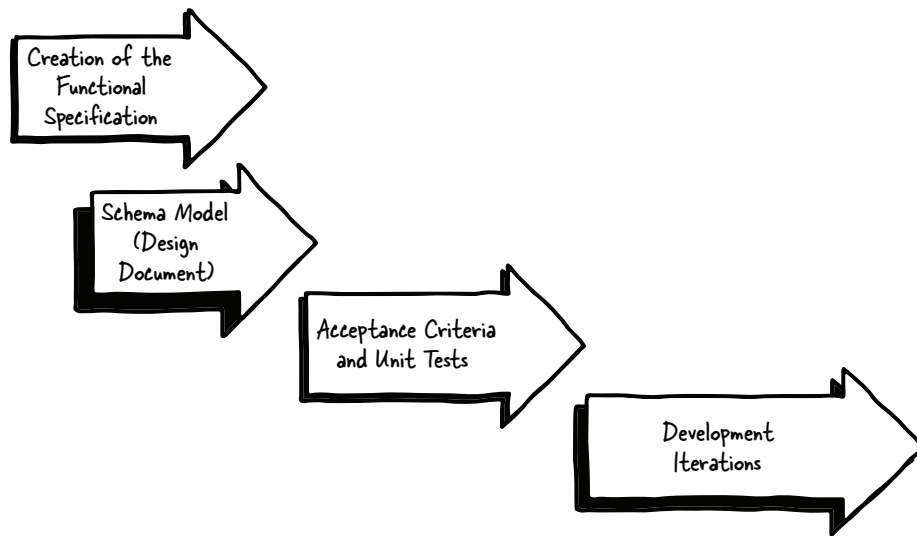 Creation of the
Functional
Specification
Schema Model
(Design
Document)
Acceptance Criteria
and Unit Tests
Development
Iterations